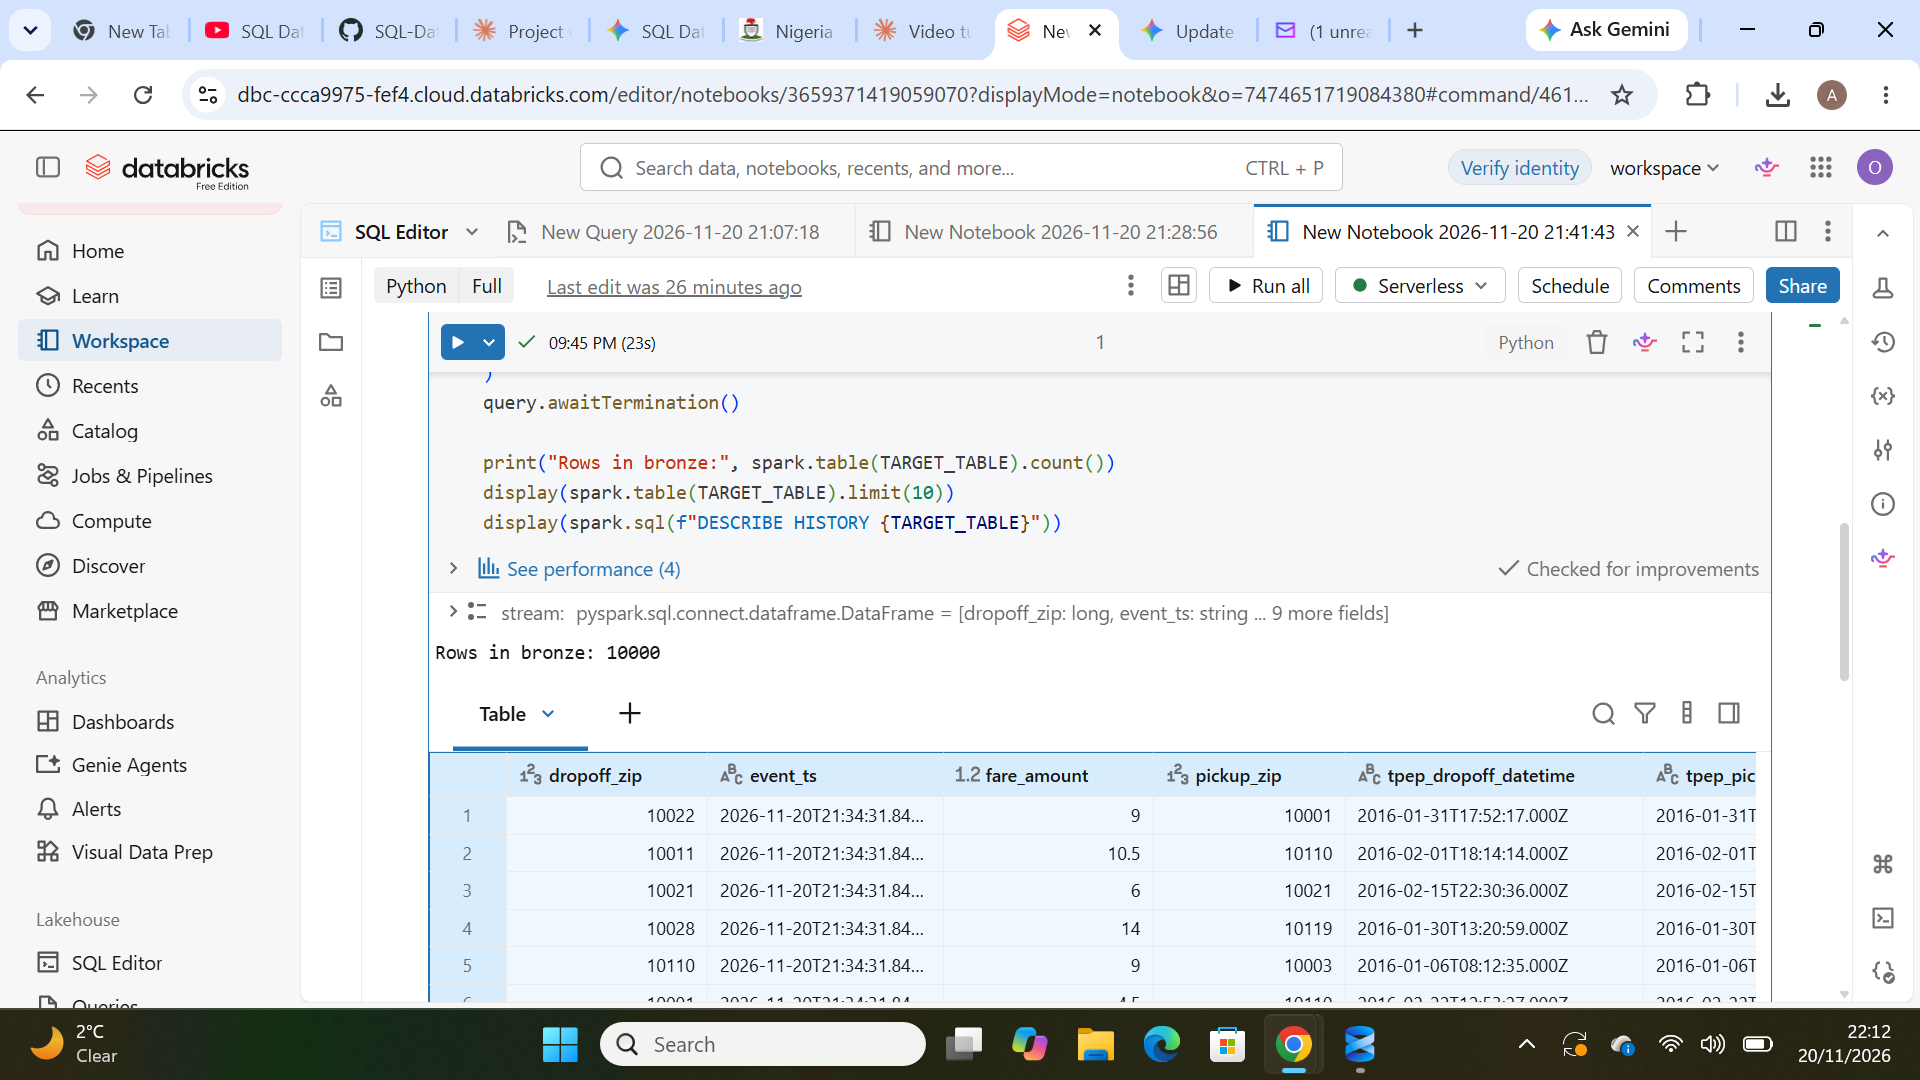 New Tab
SQL Dat
SQL-Dat
Project w
SQL Dat
Nigeria
Video tu
Nev
Update
(1 unrea
Ask Gemini
dbc-ccca9975-fef4.cloud.databricks.com/editor/notebooks/3659371419059070?displayMode=notebook&o=7474651719084380#command/461...
A
databricks
Free Edition
Search data, notebooks, recents, and more...
CTRL + P
Verify identity
workspace
O
Home
Learn
Workspace
Recents
Catalog
Jobs & Pipelines
Compute
Discover
Marketplace
Analytics
Dashboards
Genie Agents
Alerts
Visual Data Prep
Lakehouse
SQL Editor
Queries
SQL Editor
New Query 2026-11-20 21:07:18
New Notebook 2026-11-20 21:28:56
New Notebook 2026-11-20 21:41:43
Python
Full
Last edit was 26 minutes ago
Run all
Serverless
Schedule
Comments
Share
09:45 PM (23s)
1
Python
)
query.awaitTermination()
print("Rows in bronze:", spark.table(TARGET_TABLE).count())
display(spark.table(TARGET_TABLE).limit(10))
display(spark.sql(f"DESCRIBE HISTORY {TARGET_TABLE}"))
See performance (4)
Checked for improvements
stream: pyspark.sql.connect.dataframe.DataFrame = [dropoff_zip: long, event_ts: string ... 9 more fields]
Rows in bronze: 10000
Table
dropoff_zip event_ts 1.2 fare_amount pickup_zip tpep_dropoff_datetime tpep_pic
1 10022 2026-11-20T21:34:31.84... 9 10001 2016-01-31T17:52:17.000Z 2016-01-31T
2 10011 2026-11-20T21:34:31.84... 10.5 10110 2016-02-01T18:14:14.000Z 2016-02-01T
3 10021 2026-11-20T21:34:31.84... 6 10021 2016-02-15T22:30:36.000Z 2016-02-15T
4 10028 2026-11-20T21:34:31.84... 14 10119 2016-01-30T13:20:59.000Z 2016-01-30T
5 10110 2026-11-20T21:34:31.84... 9 10003 2016-01-06T08:12:35.000Z 2016-01-06T
2°C
Clear
Search
22:12
20/11/2026